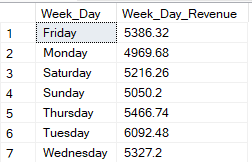 Week_Day Week_Day_Revenue
1 Friday 5386.32
2 Monday 4969.68
3 Saturday 5216.26
4 Sunday 5050.2
5 Thursday 5466.74
6 Tuesday 6092.48
7 Wednesday 5327.2